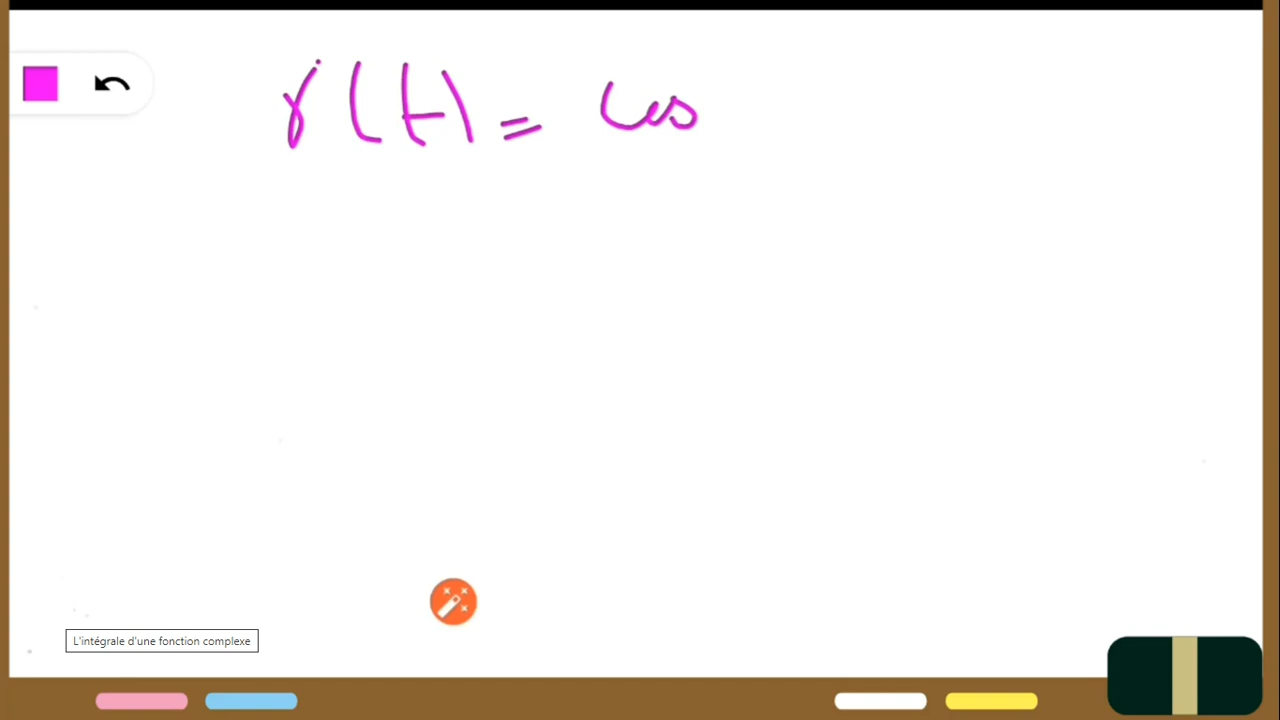 γ(t) = cos
L'intégrale d'une fonction complexe